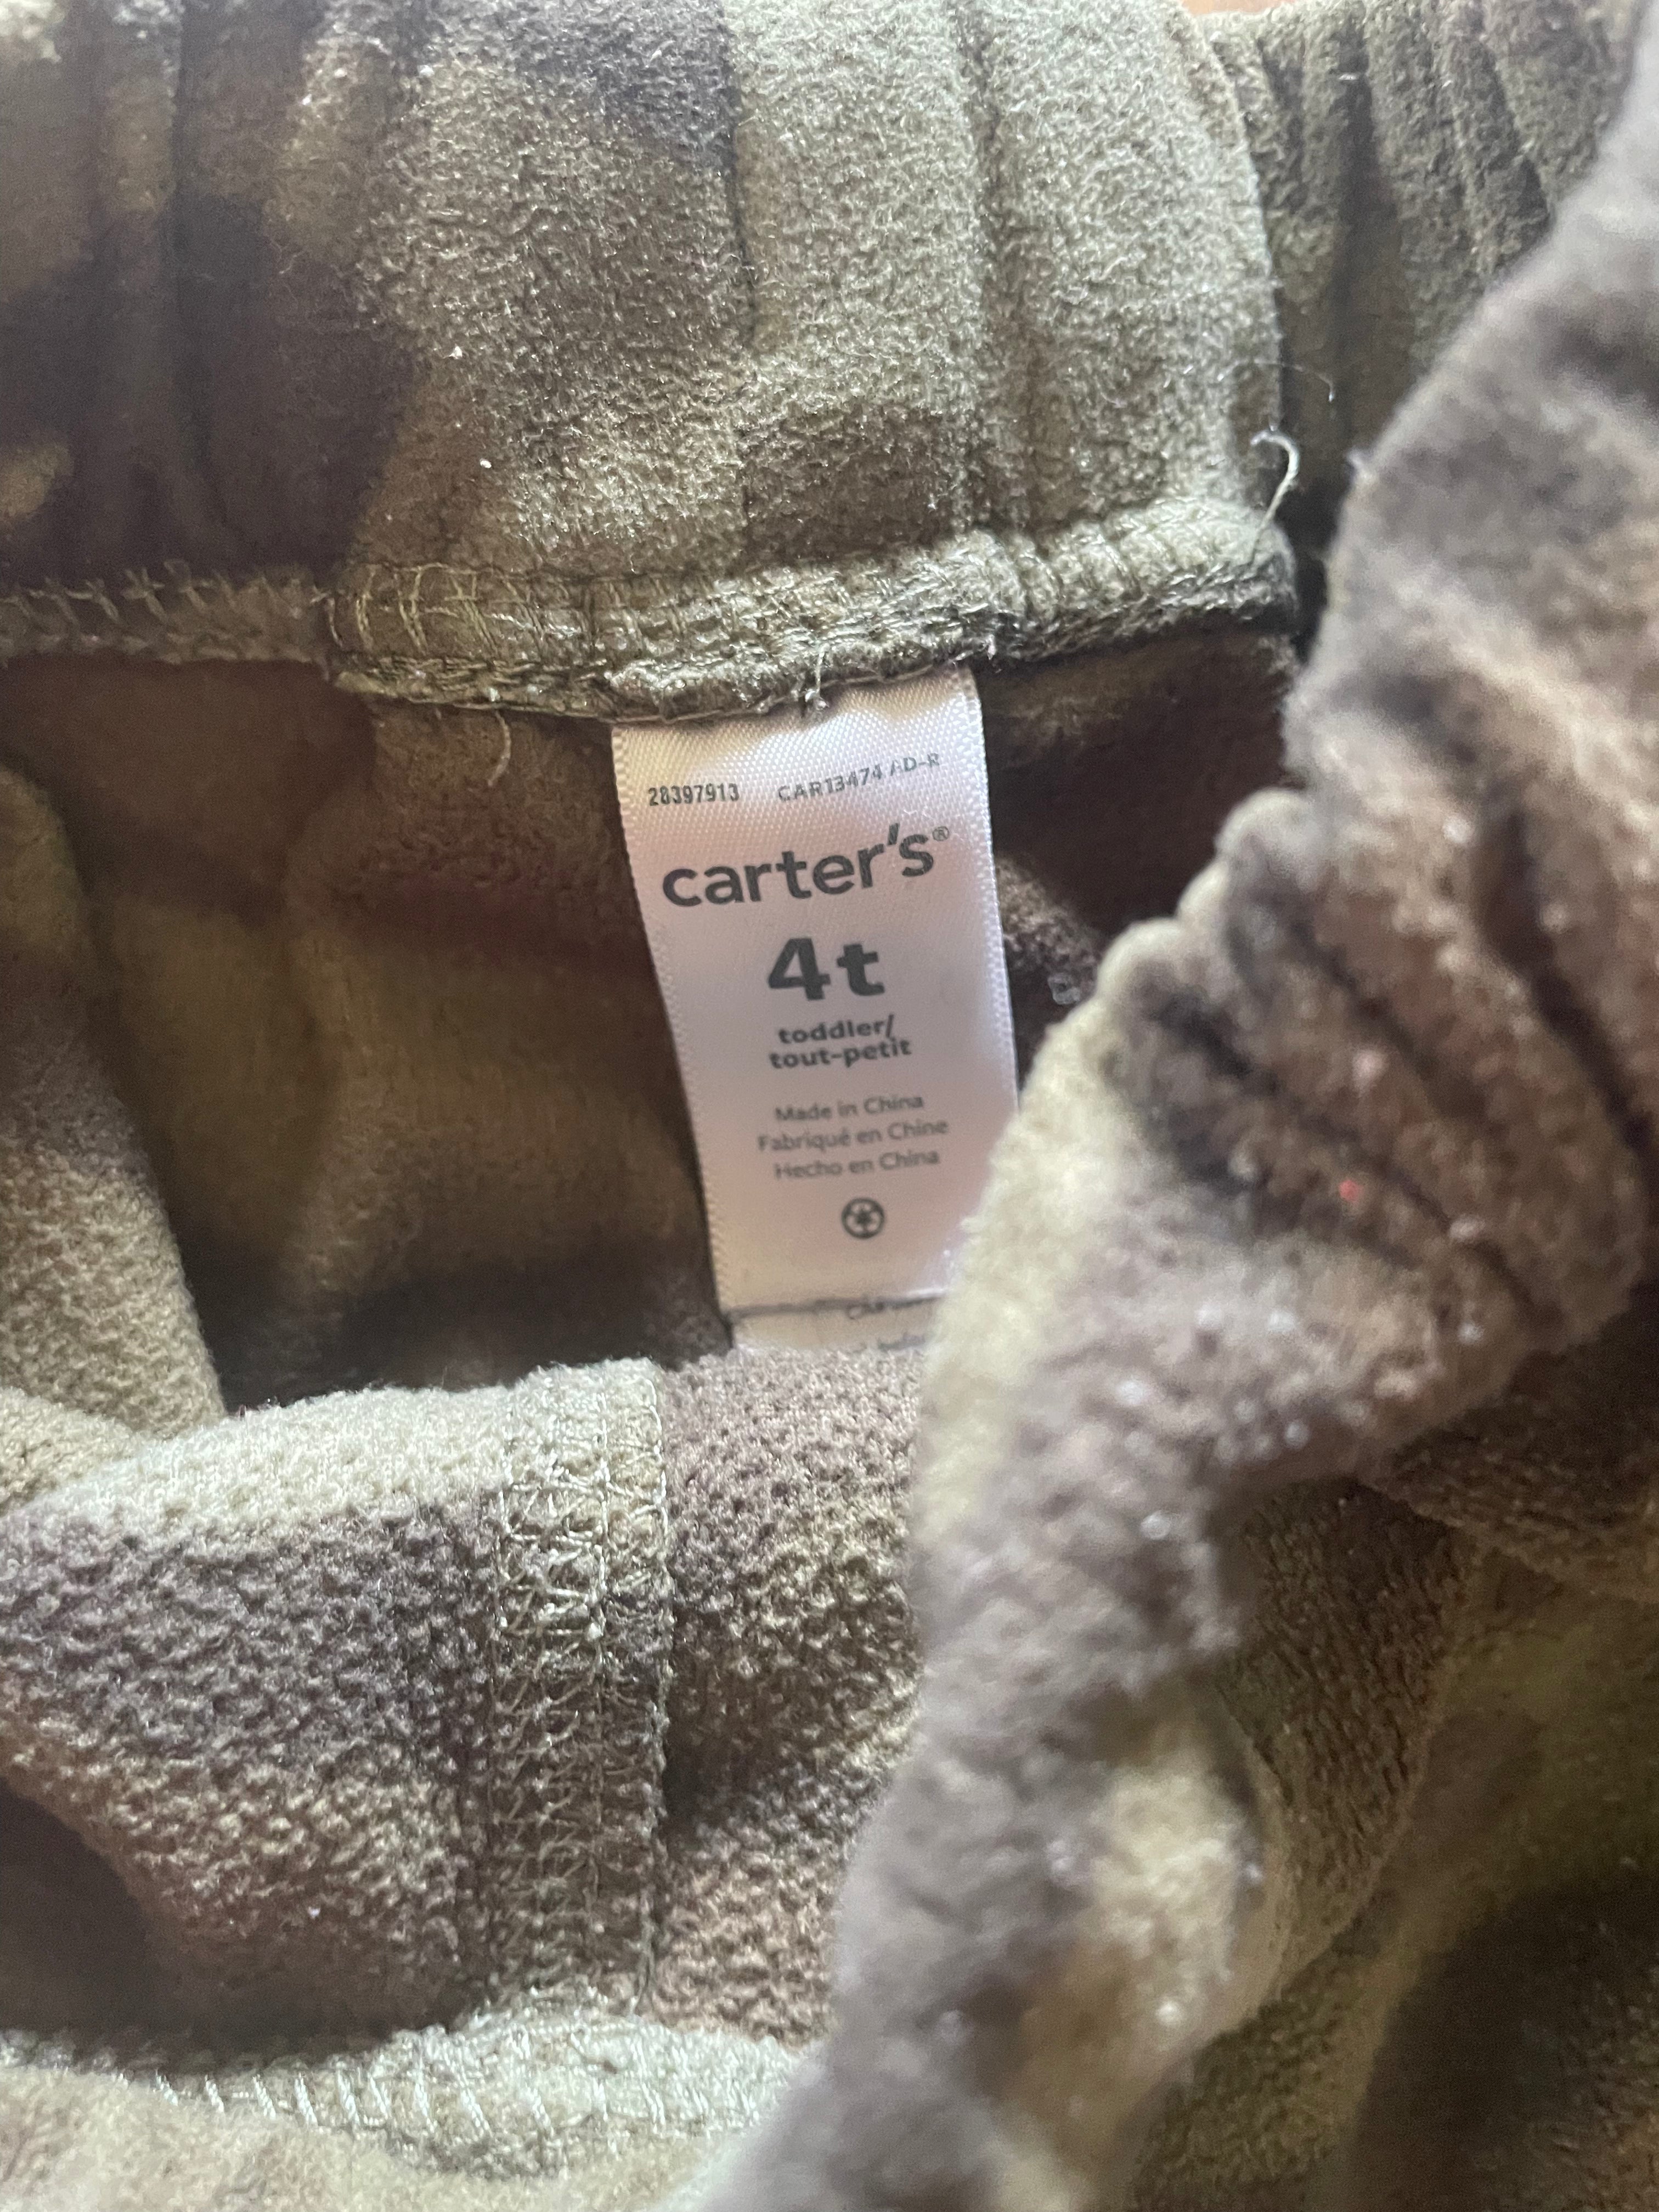 28397913 CAR13474 AD-R
carter's®
4t
toddler/
tout-petit
Made in China
Fabriqué en Chine
Hecho en China